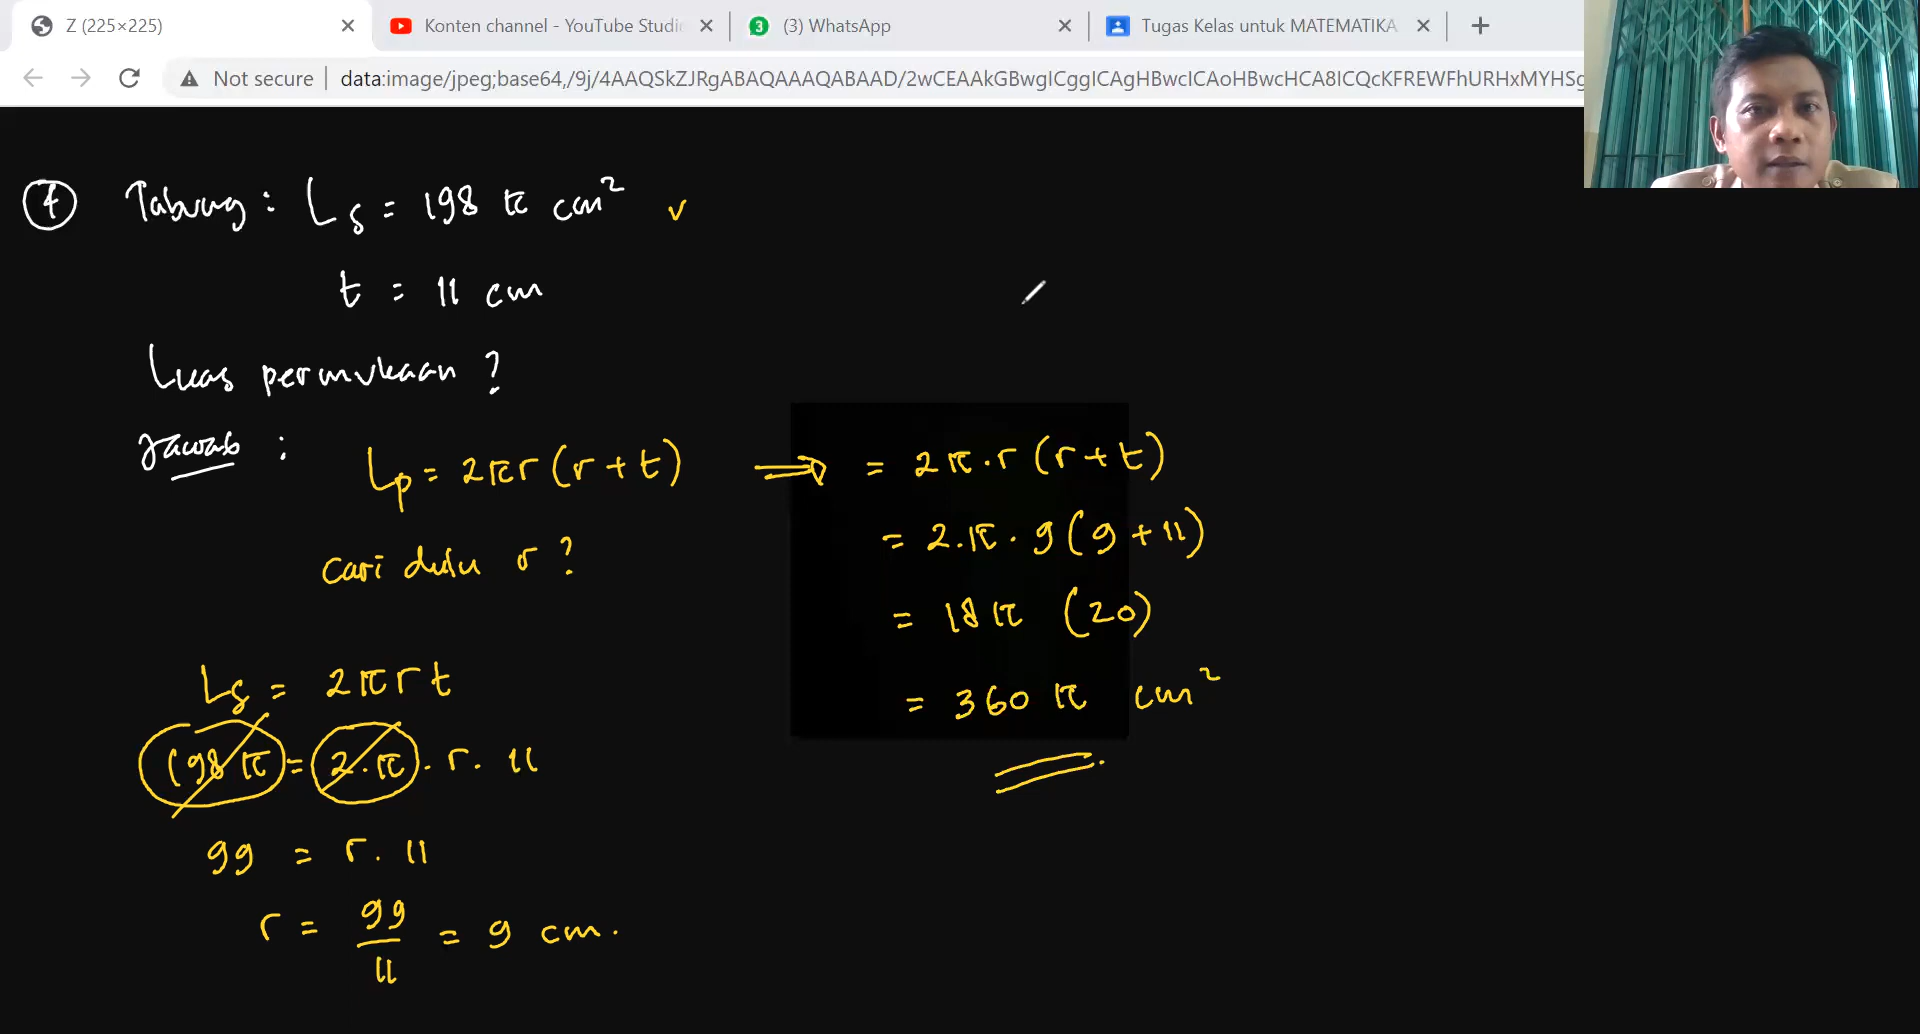 Z (225×225)
Konten channel - YouTube Studi
(3) WhatsApp
Tugas Kelas untuk MATEMATIKA
Not secure
data:image/jpeg;base64,/9j/4AAQSkZJRgABAQAAAQABAAD/2wCEAAkGBwgICggICAgHBwcICAoHBwcHCA8ICQcKFREWFhURHxMYHSg
4 Tabung : Ls = 198 π cm² v
t = 11 cm
Luas permukaan ?
Jawab :
Lp = 2πr (r + t) ⟹ = 2π . r (r + t)
= 2 . π . 9 (9 + 11)
cari dulu r ?
= 18 π (20)
Ls = 2 π r t
= 360 π cm²
198 π = 2 . π . r . 11
99 = r . 11
r = 99/11 = 9 cm .